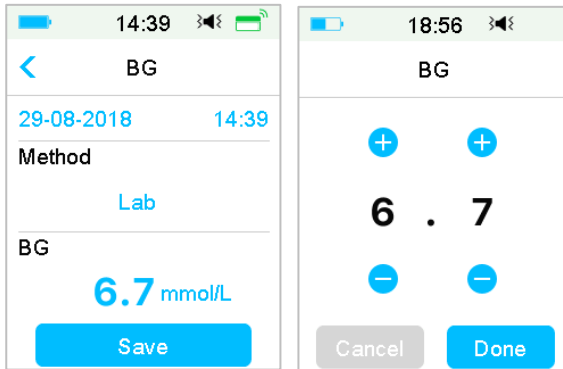 14:39
BG
29-08-2018 14:39
Method
Lab
BG
6.7 mmol/L
Save
18:56
BG
6 . 7
Cancel Done